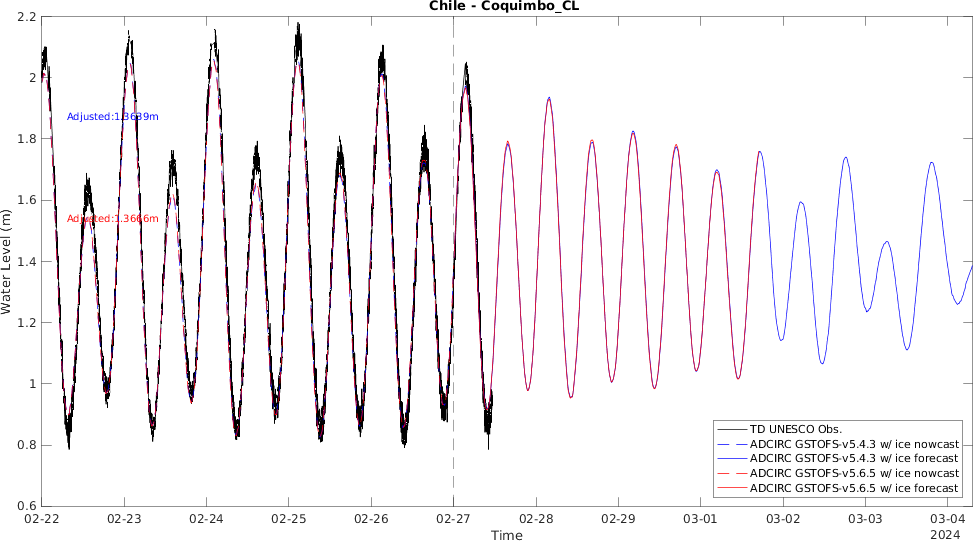 Chile - Coquimbo_CL
2.2
2
1.8
1.6
1.4
1.2
1
0.8
0.6
Water Level (m)
Adjusted:1.3639m
Adjusted:1.3666m
TD UNESCO Obs.
ADCIRC GSTOFS-v5.4.3 w/ ice nowcast
ADCIRC GSTOFS-v5.4.3 w/ ice forecast
ADCIRC GSTOFS-v5.6.5 w/ ice nowcast
ADCIRC GSTOFS-v5.6.5 w/ ice forecast
02-22 02-23 02-24 02-25 02-26 02-27 02-28 02-29 03-01 03-02 03-03 03-04
2024
Time